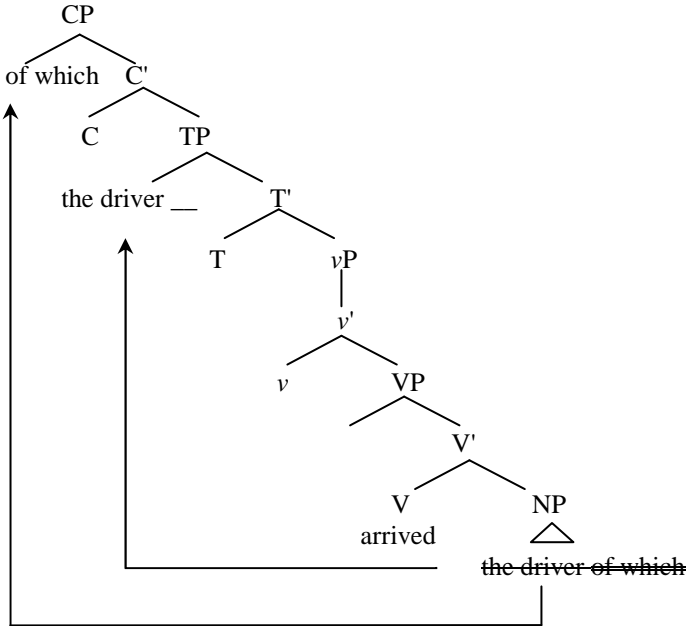 CP
of which C'
C TP
the driver __ T'
T vP
v'
v VP
V'
V NP
arrived
the driver of which